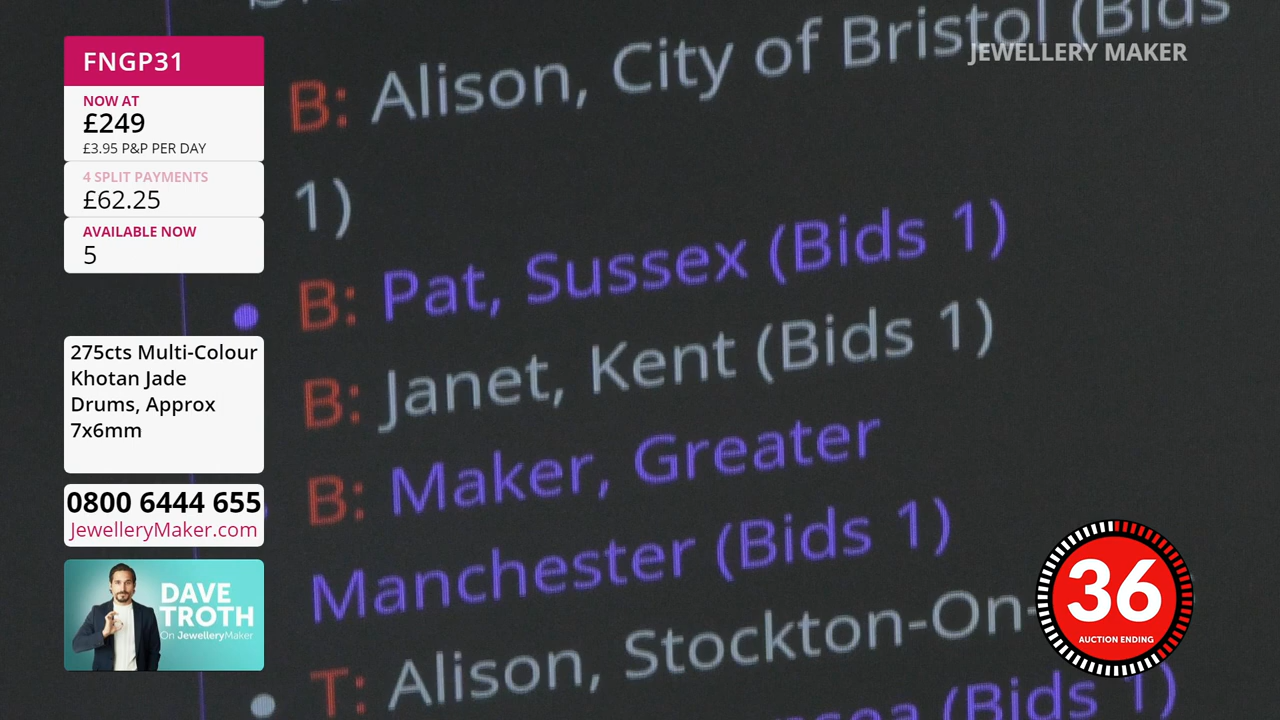 FNGP31
NOW AT
£249
£3.95 P&P PER DAY
4 SPLIT PAYMENTS
£62.25
AVAILABLE NOW
5
275cts Multi-Colour
Khotan Jade
Drums, Approx
7x6mm
0800 6444 655
JewelleryMaker.com
DAVE
TROTH
On JewelleryMaker
JEWELLERY MAKER
B: Alison, City of Bristol (Bids
1)
B: Pat, Sussex (Bids 1)
B: Janet, Kent (Bids 1)
B: Maker, Greater
Manchester (Bids 1)
T: Alison, Stockton-On-
(Bids 1)
36
AUCTION ENDING